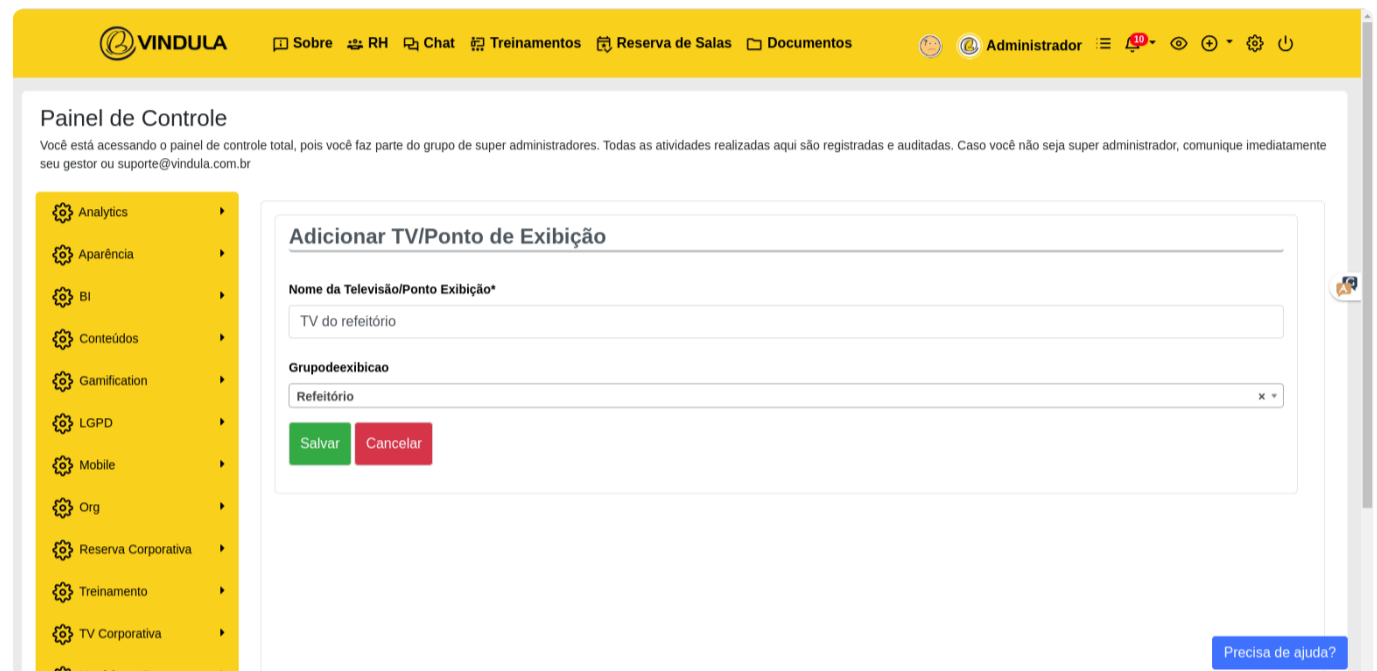 VINDULA
Sobre RH Chat Treinamentos Reserva de Salas Documentos
Administrador 10
Painel de Controle
Você está acessando o painel de controle total, pois você faz parte do grupo de super administradores. Todas as atividades realizadas aqui são registradas e auditadas. Caso você não seja super administrador, comunique imediatamente
seu gestor ou suporte@vindula.com.br
Analytics
Aparência
BI
Conteúdos
Gamification
LGPD
Mobile
Org
Reserva Corporativa
Treinamento
TV Corporativa
Adicionar TV/Ponto de Exibição
Nome da Televisão/Ponto Exibição*
TV do refeitório
Grupodeexibicao
Refeitório ×
Salvar Cancelar
Precisa de ajuda?